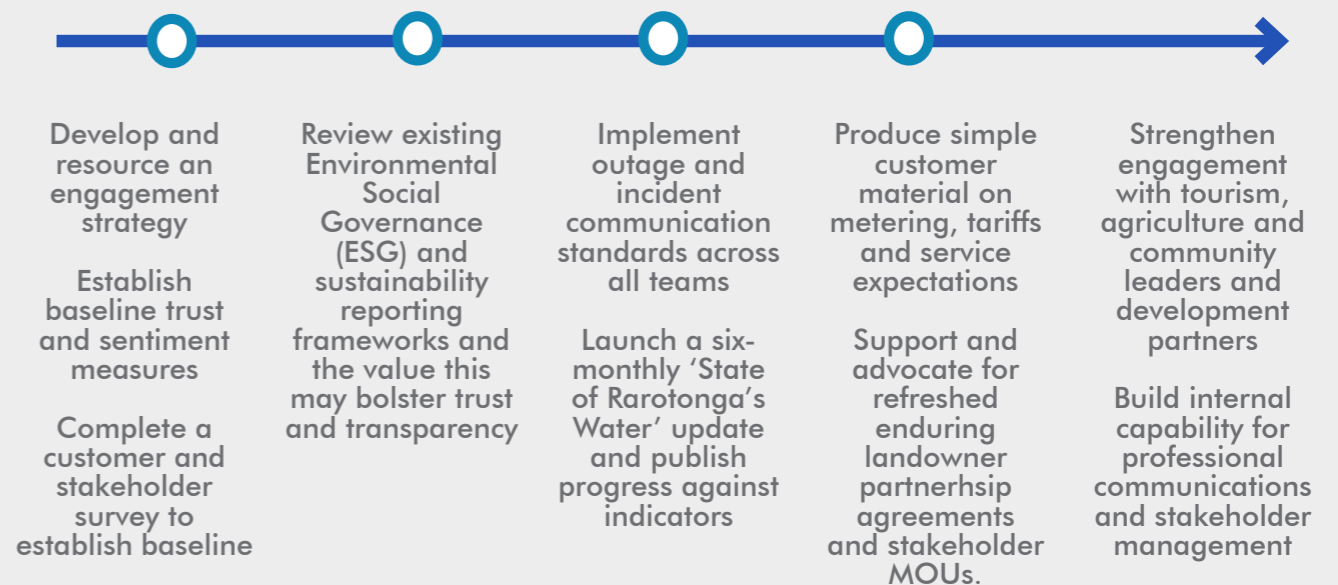 Develop and
resource an
engagement
strategy
Establish
baseline trust
and sentiment
measures
Complete a
customer and
stakeholder
survey to
establish baseline
Review existing
Environmental
Social
Governance
(ESG) and
sustainability
reporting
frameworks and
the value this
may bolster trust
and transparency
Implement
outage and
incident
communication
standards across
all teams
Launch a six-
monthly ‘State
of Rarotonga’s
Water’ update
and publish
progress against
indicators
Produce simple
customer
material on
metering, tariffs
and service
expectations
Support and
advocate for
refreshed
enduring
landowner
partnerhsip
agreements
and stakeholder
MOUs.
Strengthen
engagement
with tourism,
agriculture and
community
leaders and
development
partners
Build internal
capability for
professional
communications
and stakeholder
management